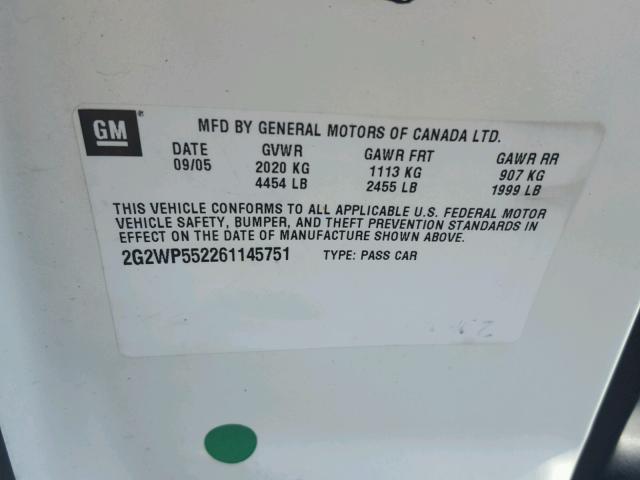 GM
MFD BY GENERAL MOTORS OF CANADA LTD.
DATE GVWR GAWR FRT GAWR RR
09/05 2020 KG 1113 KG 907 KG
4454 LB 2455 LB 1999 LB
THIS VEHICLE CONFORMS TO ALL APPLICABLE U.S. FEDERAL MOTOR
VEHICLE SAFETY, BUMPER, AND THEFT PREVENTION STANDARDS IN
EFFECT ON THE DATE OF MANUFACTURE SHOWN ABOVE.
2G2WP552261145751 TYPE: PASS CAR